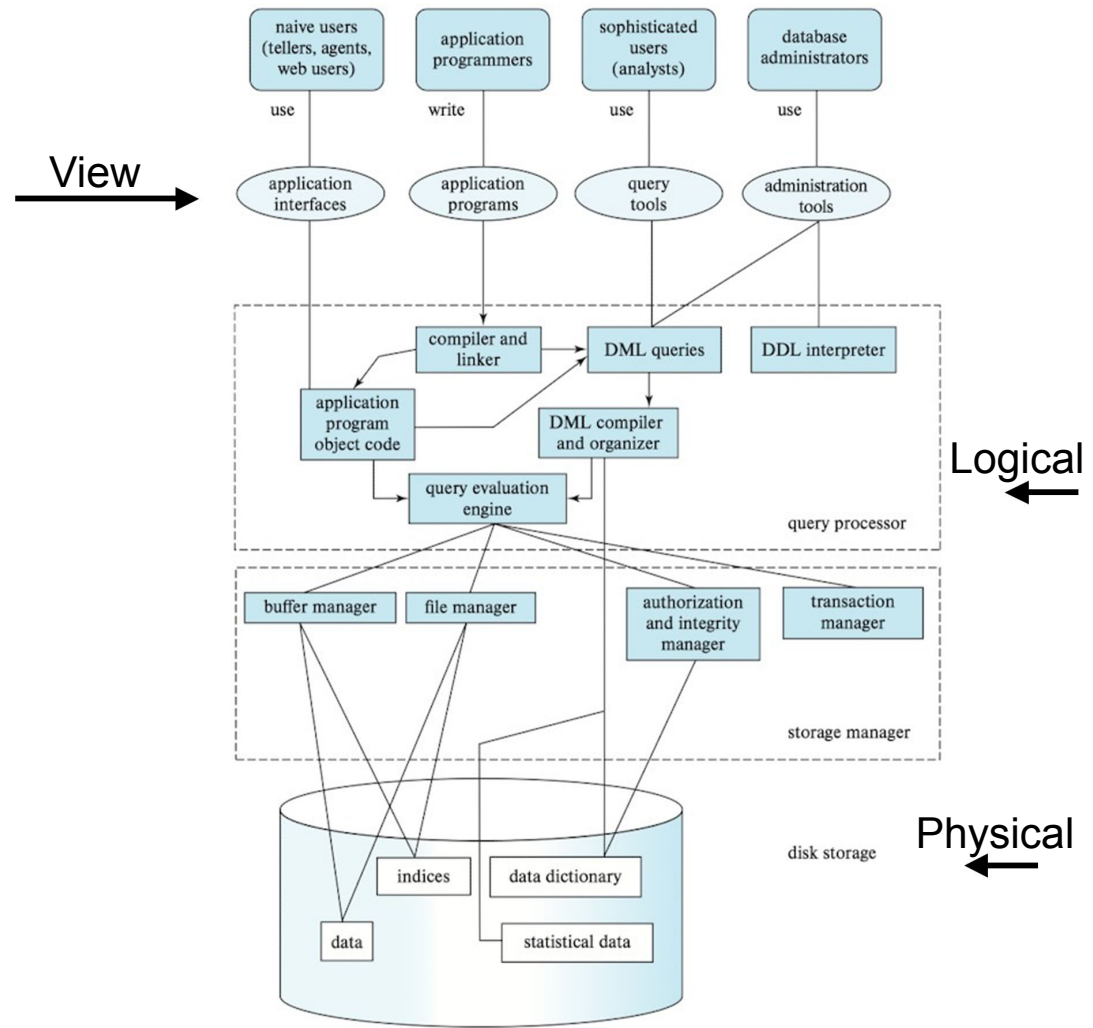 naive users
(tellers, agents,
web users)
application
programmers
sophisticated
users
(analysts)
database
administrators
use
write
use
use
View
application
interfaces
application
programs
query
tools
administration
tools
compiler and
linker
DML queries
DDL interpreter
application
program
object code
DML compiler
and organizer
Logical
query evaluation
engine
query processor
buffer manager
file manager
authorization
and integrity
manager
transaction
manager
storage manager
Physical
disk storage
indices
data dictionary
data
statistical data